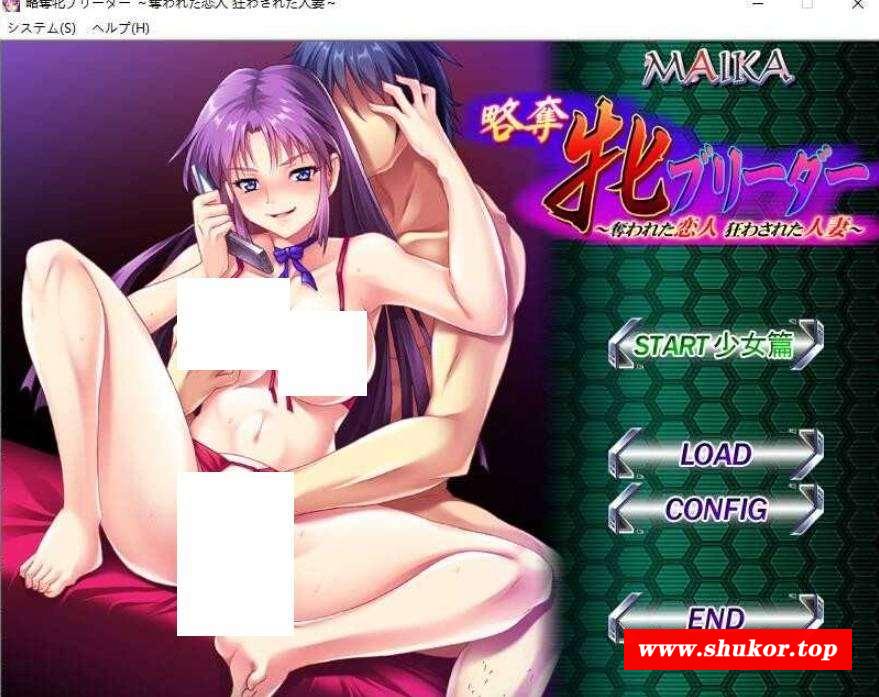 略奪牝ブリーダー ～奪われた恋人 狂わされた人妻～
システム(S) ヘルプ(H)
MAIKA
略奪
牝ブリーダー
～奪われた恋人 狂わされた人妻～
START 少女篇
LOAD
CONFIG
END
www.shukor.top